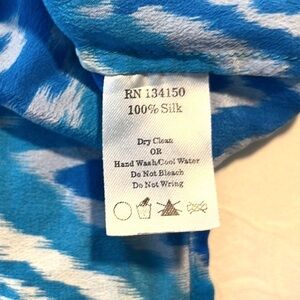 RN 134150
100% Silk
Dry Clean
OR
Hand Wash/Cool Water
Do Not Bleach
Do Not Wring